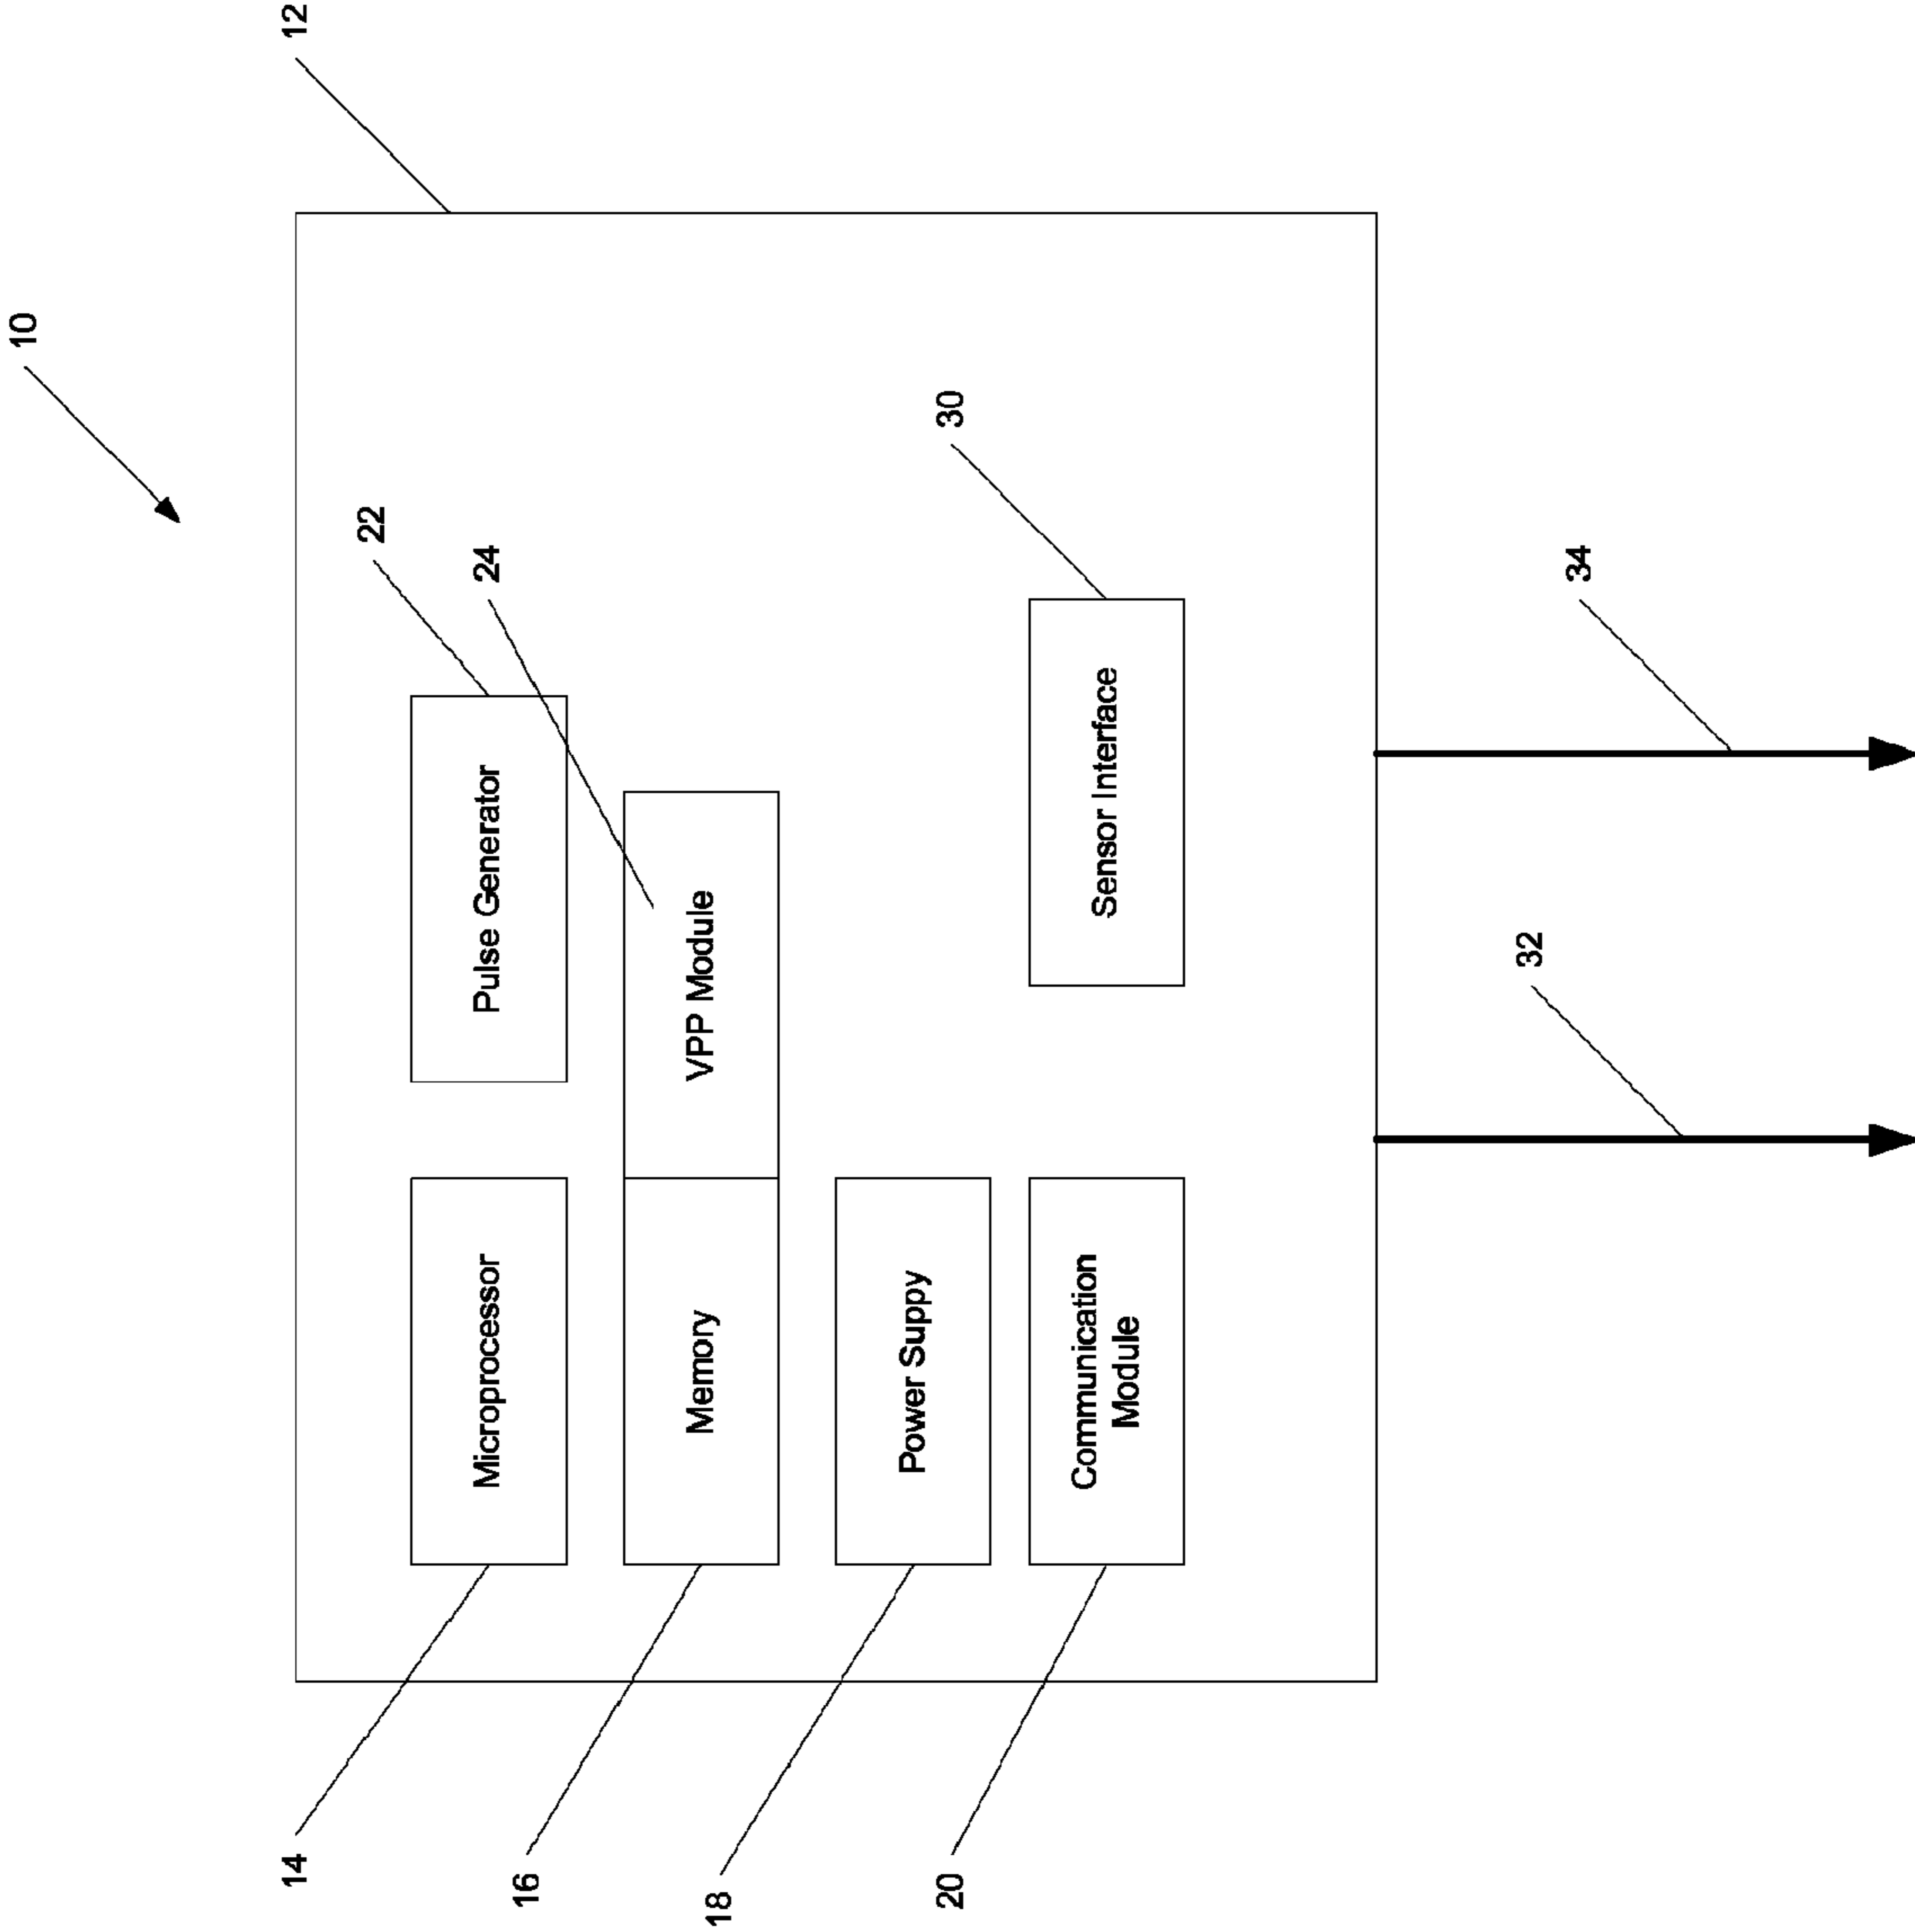 10
12
22
24
Pulse Generator
Microprocessor
14
VPP Module
Memory
16
Power Suppy
18
30
Sensor Interface
Communication
Module
20
34
32